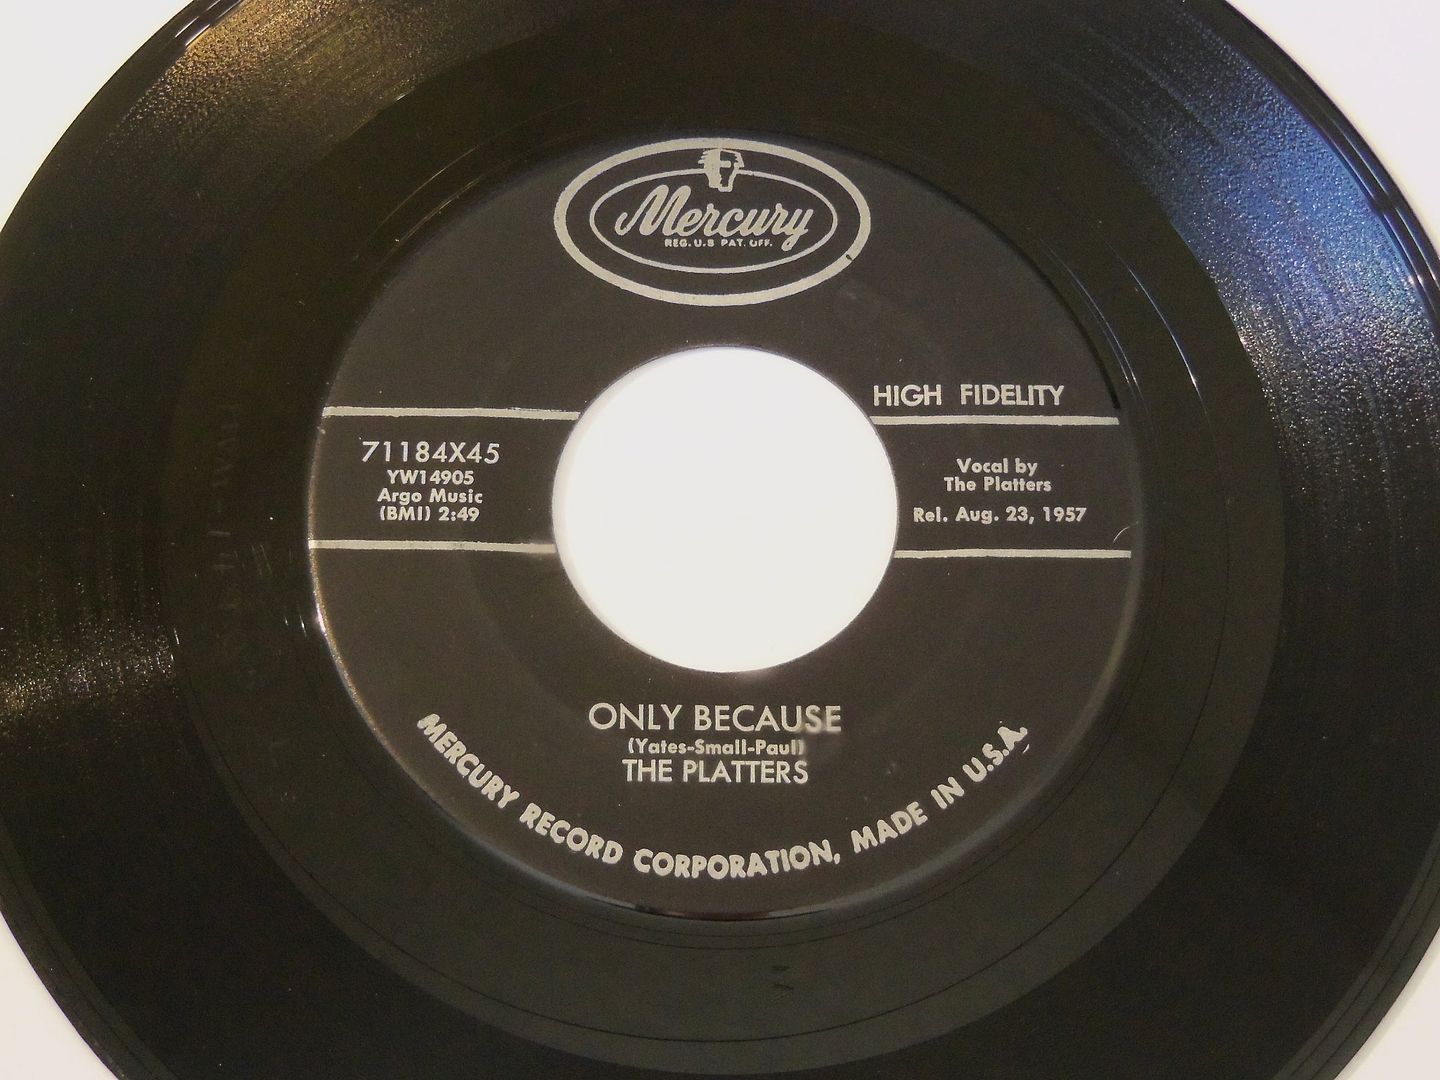 Mercury
REG. U.S PAT. OFF.
HIGH FIDELITY
71184X45
YW14905
Argo Music
(BMI) 2:49
Vocal by
The Platters
Rel. Aug. 23, 1957
ONLY BECAUSE
(Yates-Small-Paul)
THE PLATTERS
MERCURY RECORD CORPORATION, MADE IN U.S.A.